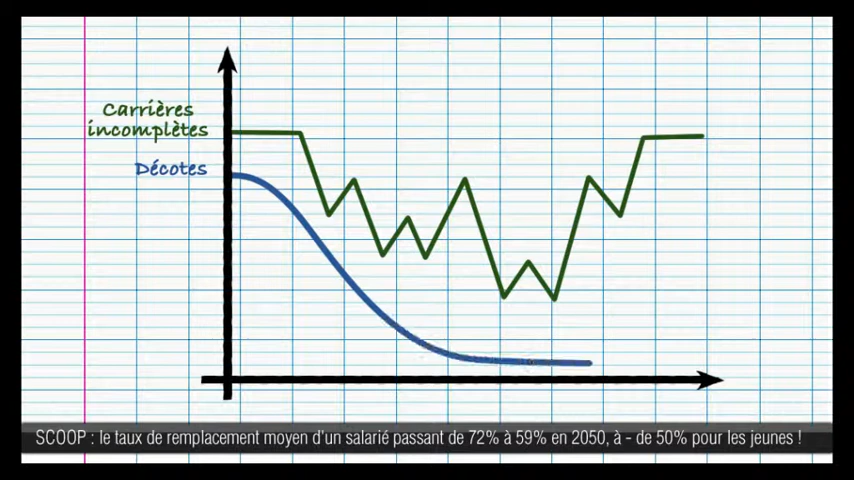 Carrières
incomplètes
Décotes
SCOOP : le taux de remplacement moyen d'un salarié passant de 72% à 59% en 2050, à - de 50% pour les jeunes !